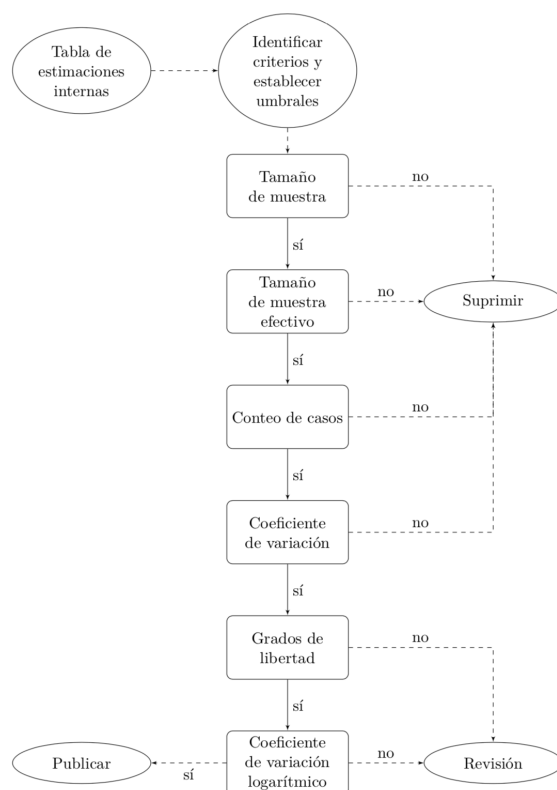 Tabla de
estimaciones
internas
Identificar
criterios y
establecer
umbrales
Tamaño
de muestra
no
sí
Tamaño
de muestra
efectivo
no
Suprimir
sí
Conteo de casos
no
sí
Coeficiente
de variación
no
sí
Grados de
libertad
no
sí
Publicar
sí
Coeficiente
de variación
logarítmico
no
Revisión